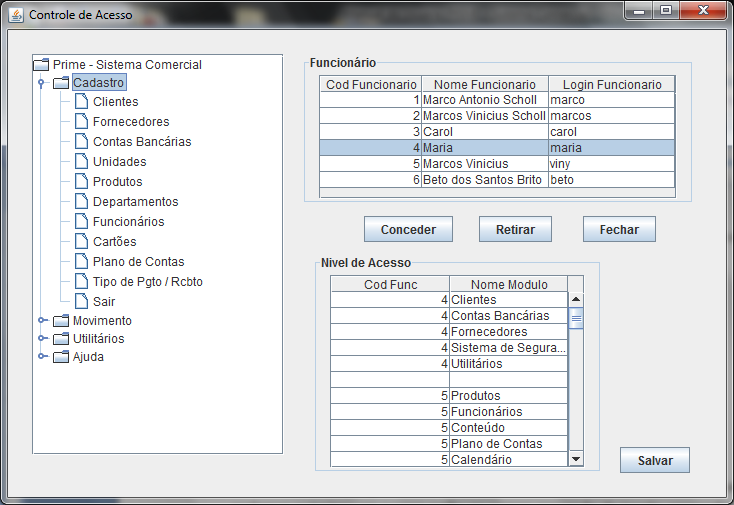 Controle de Acesso
Prime - Sistema Comercial
Cadastro
Clientes
Fornecedores
Contas Bancárias
Unidades
Produtos
Departamentos
Funcionários
Cartões
Plano de Contas
Tipo de Pgto / Rcbto
Sair
Movimento
Utilitários
Ajuda
Funcionário
Cod Funcionario Nome Funcionario Login Funcionario
1 Marco Antonio Scholl marco
2 Marcos Vinicius Scholl marcos
3 Carol carol
4 Maria maria
5 Marcos Vinicius viny
6 Beto dos Santos Brito beto
Conceder Retirar Fechar
Nivel de Acesso
Cod Func Nome Modulo
4 Clientes
4 Contas Bancárias
4 Fornecedores
4 Sistema de Segura...
4 Utilitários
5 Produtos
5 Funcionários
5 Conteúdo
5 Plano de Contas
5 Calendário
Salvar